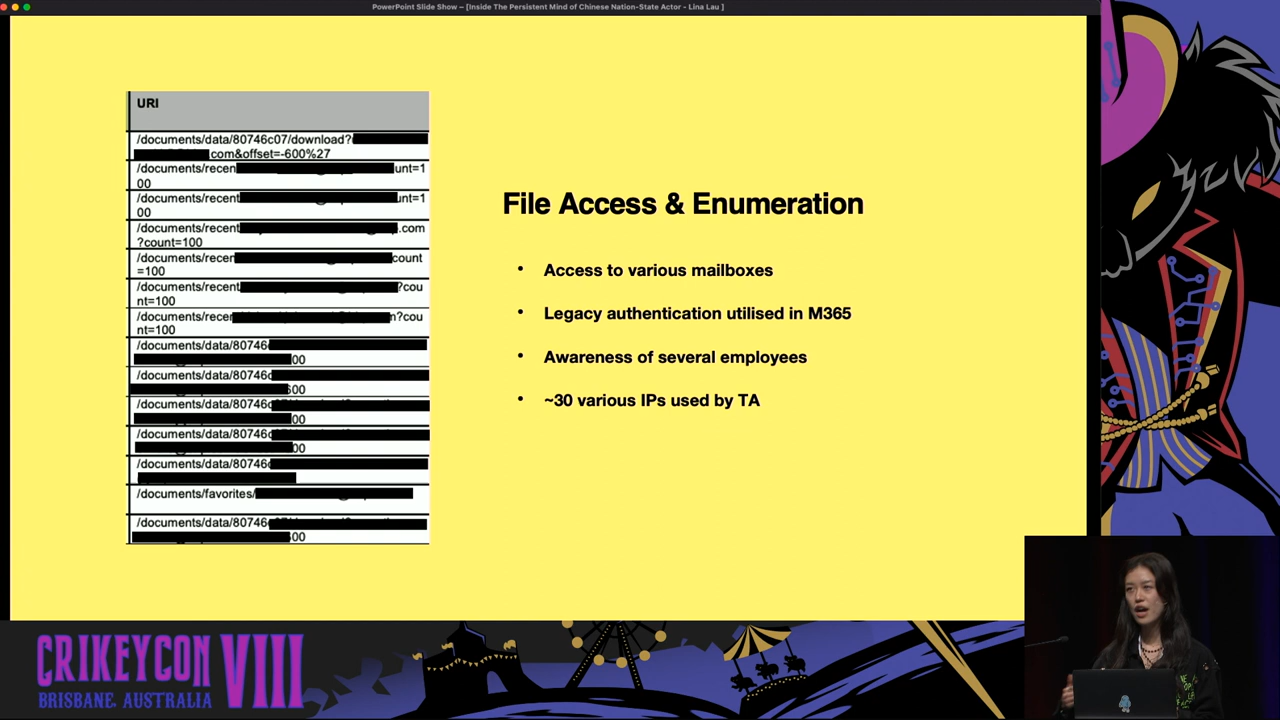 PowerPoint Slide Show – [Inside The Persistent Mind of Chinese Nation-State Actor - Lina Lau ]
URI
/documents/data/80746c07/download?
.com&offset=-600%27
/documents/recen unt=1
00
/documents/recent unt=1
00
/documents/recent .com
?count=100
/documents/recen count
=100
/documents/recent ?cou
nt=100
/documents/recer ?cou
nt=100
/documents/data/80746
00
/documents/data/80746
600
/documents/data/80746
00
/documents/data/80746
00
/documents/data/80746
/documents/favorites/
/documents/data/80746
600
File Access & Enumeration
• Access to various mailboxes
• Legacy authentication utilised in M365
• Awareness of several employees
• ~30 various IPs used by TA
CRIKEYCON VIII
BRISBANE, AUSTRALIA